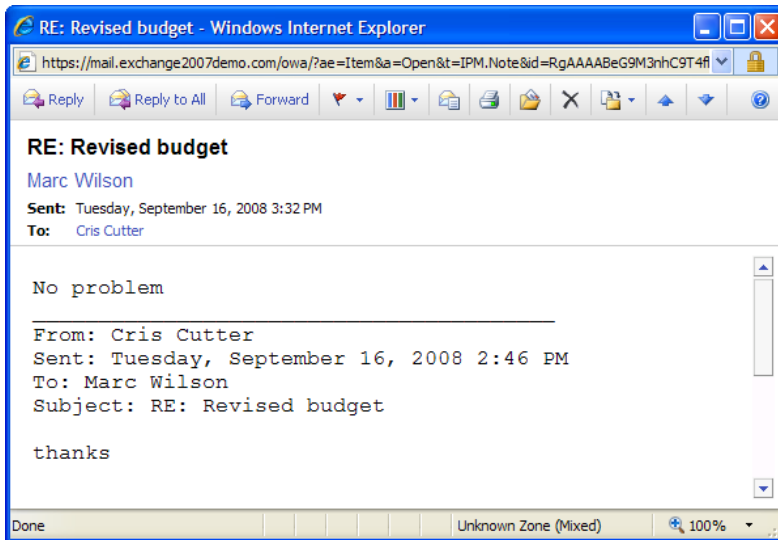 RE: Revised budget - Windows Internet Explorer
https://mail.exchange2007demo.com/owa/?ae=Item&a=Open&t=IPM.Note&id=RgAAAABeG9M3nhC9T4fl
Reply Reply to All Forward
RE: Revised budget
Marc Wilson
Sent: Tuesday, September 16, 2008 3:32 PM
To: Cris Cutter
No problem
From: Cris Cutter
Sent: Tuesday, September 16, 2008 2:46 PM
To: Marc Wilson
Subject: RE: Revised budget
thanks
Done Unknown Zone (Mixed) 100%